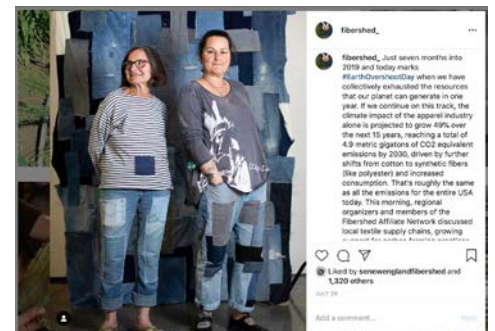 fibershed_
fibershed_ Just seven months into
2019 and today marks
#EarthOvershootDay when we have
collectively exhausted the resources
that our planet can generate in one
year. If we continue on this track, the
climate impact of the apparel industry
alone is projected to grow 49% over
the next 15 years, reaching a total of
4.9 metric gigatons of CO2 equivalent
emissions by 2030, driven by further
shifts from cotton to synthetic fibers
(like polyester) and increased
consumption. That's roughly the same
as all the emissions for the entire USA
today. This morning, regional
organizers and members of the
Fibershed Affiliate Network discussed
local textile supply chains, growing
Liked by senewenglandfibershed and
1,320 others
Add a comment...
Post